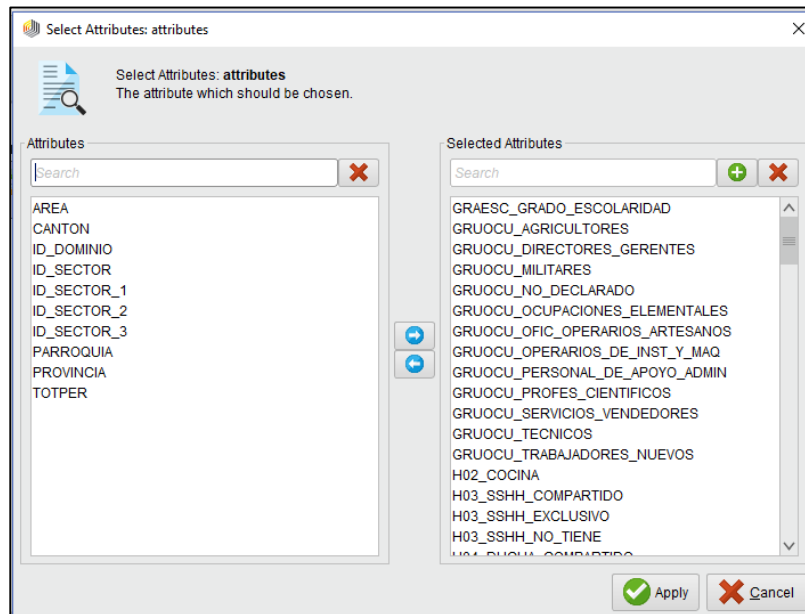 Select Attributes: attributes
Select Attributes: attributes
The attribute which should be chosen.
Attributes
Search
AREA
CANTON
ID_DOMINIO
ID_SECTOR
ID_SECTOR_1
ID_SECTOR_2
ID_SECTOR_3
PARROQUIA
PROVINCIA
TOTPER
Selected Attributes
Search
GRAESC_GRADO_ESCOLARIDAD
GRUOCU_AGRICULTORES
GRUOCU_DIRECTORES_GERENTES
GRUOCU_MILITARES
GRUOCU_NO_DECLARADO
GRUOCU_OCUPACIONES_ELEMENTALES
GRUOCU_OFIC_OPERARIOS_ARTESANOS
GRUOCU_OPERARIOS_DE_INST_Y_MAQ
GRUOCU_PERSONAL_DE_APOYO_ADMIN
GRUOCU_PROFES_CIENTIFICOS
GRUOCU_SERVICIOS_VENDEDORES
GRUOCU_TECNICOS
GRUOCU_TRABAJADORES_NUEVOS
H02_COCINA
H03_SSHH_COMPARTIDO
H03_SSHH_EXCLUSIVO
H03_SSHH_NO_TIENE
H04_DUCHA_COMPARTIDO
Apply
Cancel